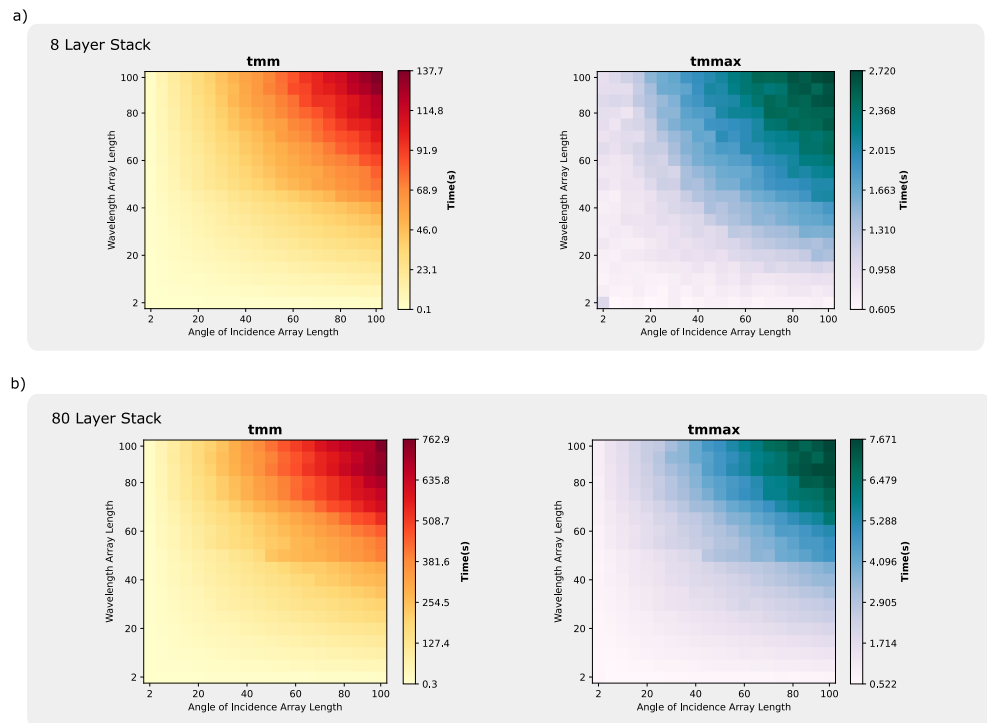 a)
8 Layer Stack
tmm
100
80
60
40
20
2
Wavelength Array Length
2 20 40 60 80 100
Angle of Incidence Array Length
137,7
114,8
91,9
68,9
46,0
23,1
0.1
Time(s)
tmmax
100
80
60
40
20
2
Wavelength Array Length
2 20 40 60 80 100
Angle of Incidence Array Length
2,720
2,368
2,015
1,663
1,310
0,958
0,605
Time(s)
b)
80 Layer Stack
tmm
100
80
60
40
20
2
Wavelength Array Length
2 20 40 60 80 100
Angle of Incidence Array Length
762.9
635.8
508.7
381.6
254.5
127.4
0.3
Time(s)
tmmax
100
80
60
40
20
2
Wavelength Array Length
2 20 40 60 80 100
Angle of Incidence Array Length
7.671
6.479
5.288
4.096
2.905
1.714
0.522
Time(s)